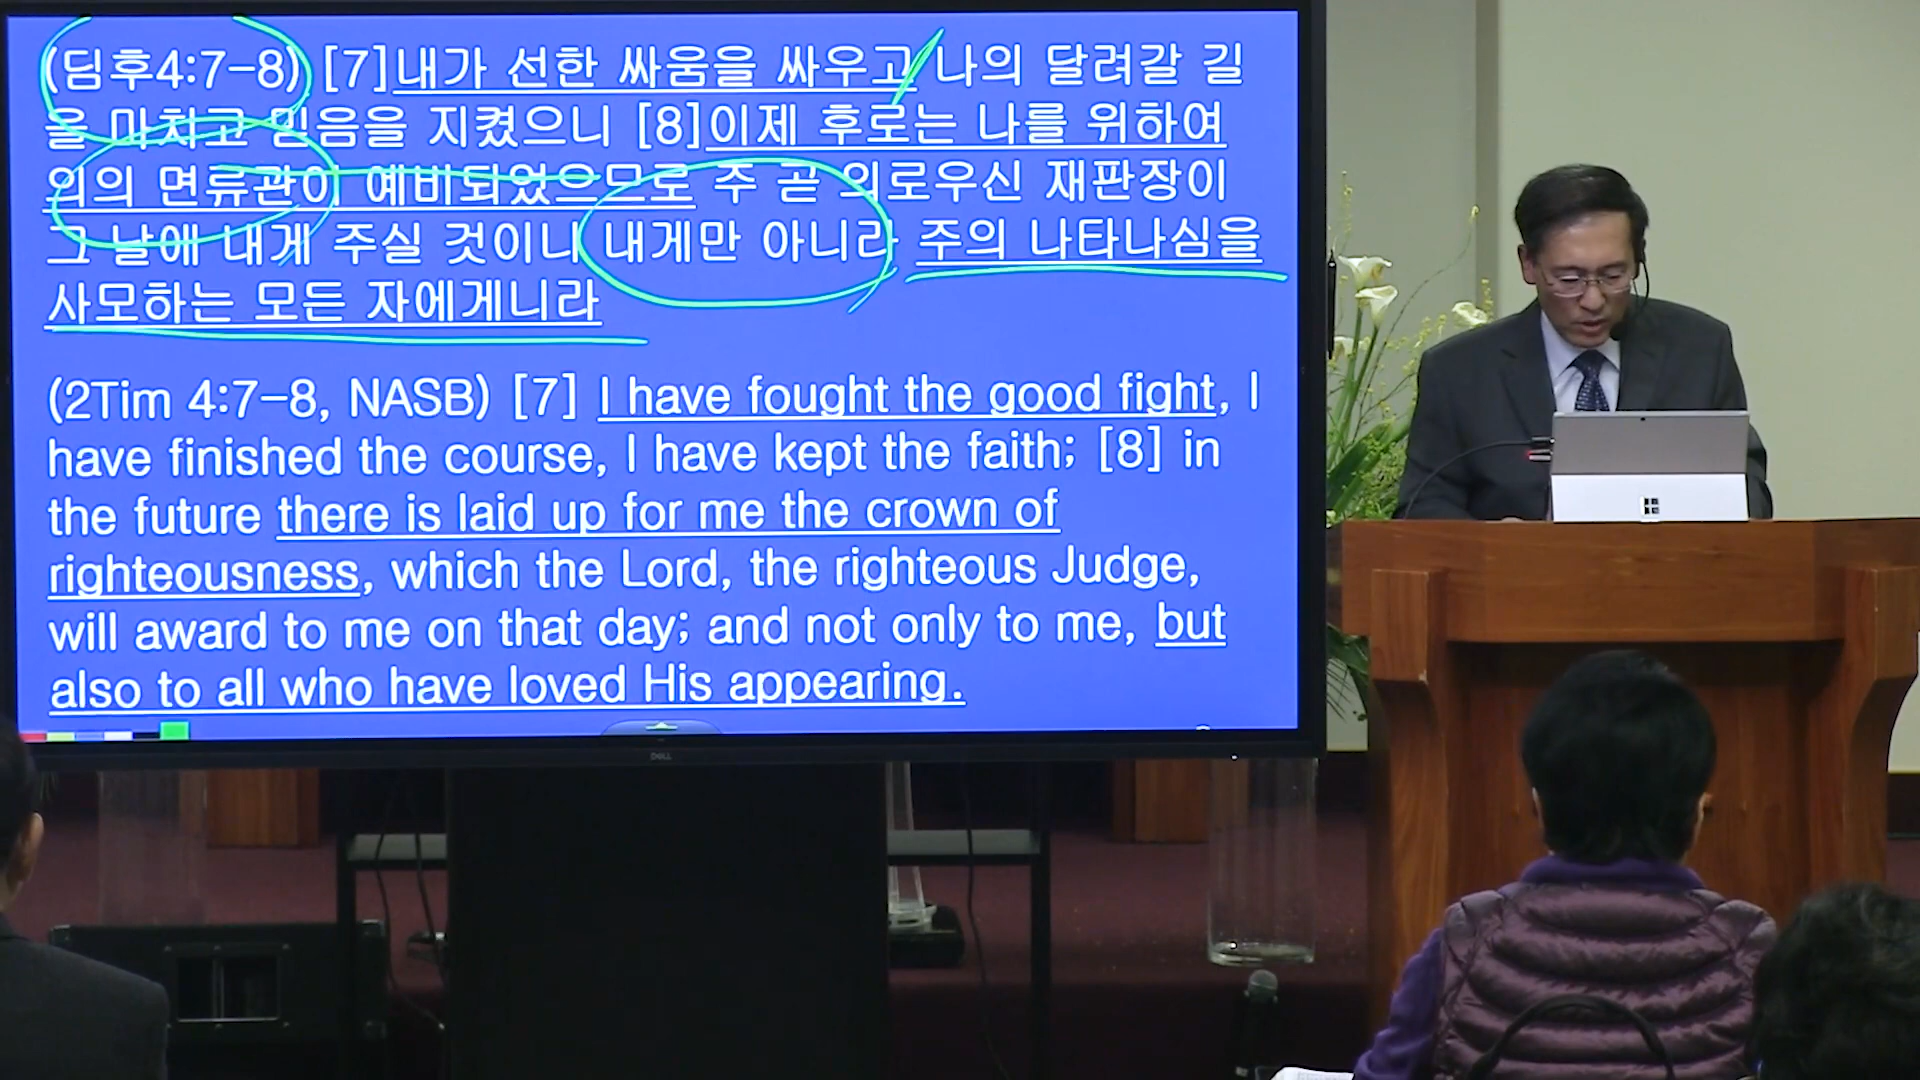 (딤후4:7-8) [7]내가 선한 싸움을 싸우고 나의 달려갈 길
을 마치고 믿음을 지켰으니 [8]이제 후로는 나를 위하여
의의 면류관이 예비되었으므로 주 곧 의로우신 재판장이
그 날에 내게 주실 것이니 내게만 아니라 주의 나타나심을
사모하는 모든 자에게니라
(2Tim 4:7-8, NASB) [7] I have fought the good fight, I
have finished the course, I have kept the faith; [8] in
the future there is laid up for me the crown of
righteousness, which the Lord, the righteous Judge,
will award to me on that day; and not only to me, but
also to all who have loved His appearing.
DELL